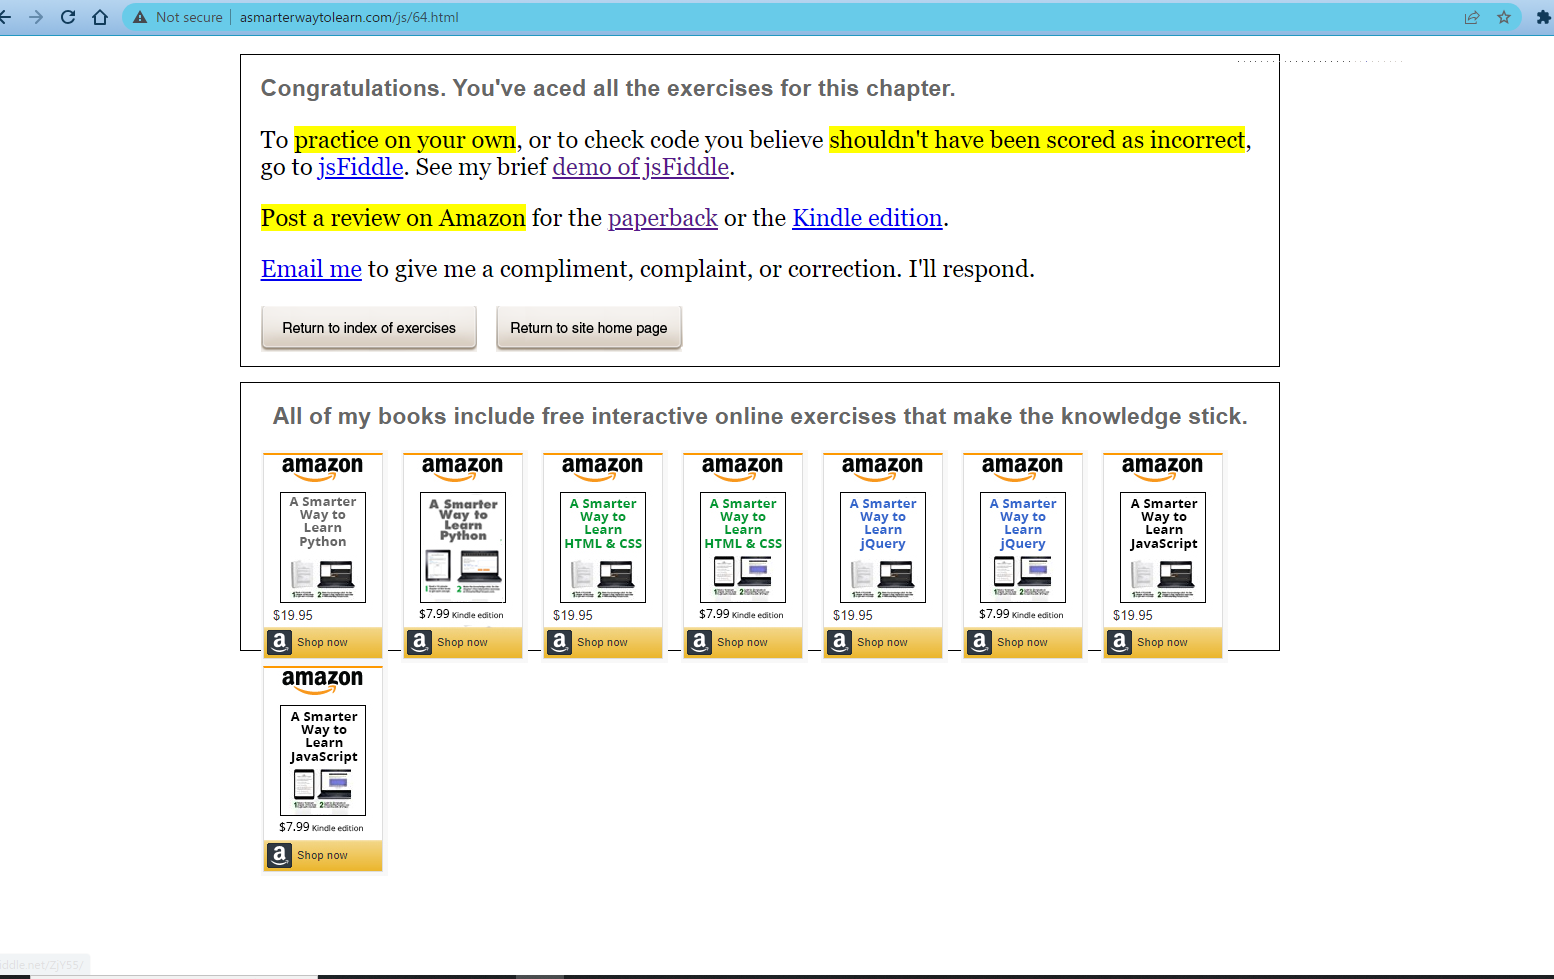 Not secure asmarterwaytolearn.com/js/64.html
Congratulations. You've aced all the exercises for this chapter.
To practice on your own, or to check code you believe shouldn't have been scored as incorrect,
go to jsFiddle. See my brief demo of jsFiddle.
Post a review on Amazon for the paperback or the Kindle edition.
Email me to give me a compliment, complaint, or correction. I'll respond.
Return to index of exercises Return to site home page
All of my books include free interactive online exercises that make the knowledge stick.
amazon
A Smarter
Way to
Learn
Python
$19.95
a Shop now
amazon
A Smarter
Way to
Learn
Python
$7.99 Kindle edition
a Shop now
amazon
A Smarter
Way to
Learn
HTML & CSS
$19.95
a Shop now
amazon
A Smarter
Way to
Learn
HTML & CSS
$7.99 Kindle edition
a Shop now
amazon
A Smarter
Way to
Learn
jQuery
$19.95
a Shop now
amazon
A Smarter
Way to
Learn
jQuery
$7.99 Kindle edition
a Shop now
amazon
A Smarter
Way to
Learn
JavaScript
$19.95
a Shop now
amazon
A Smarter
Way to
Learn
JavaScript
$7.99 Kindle edition
a Shop now
iddle.net/ZjY55/